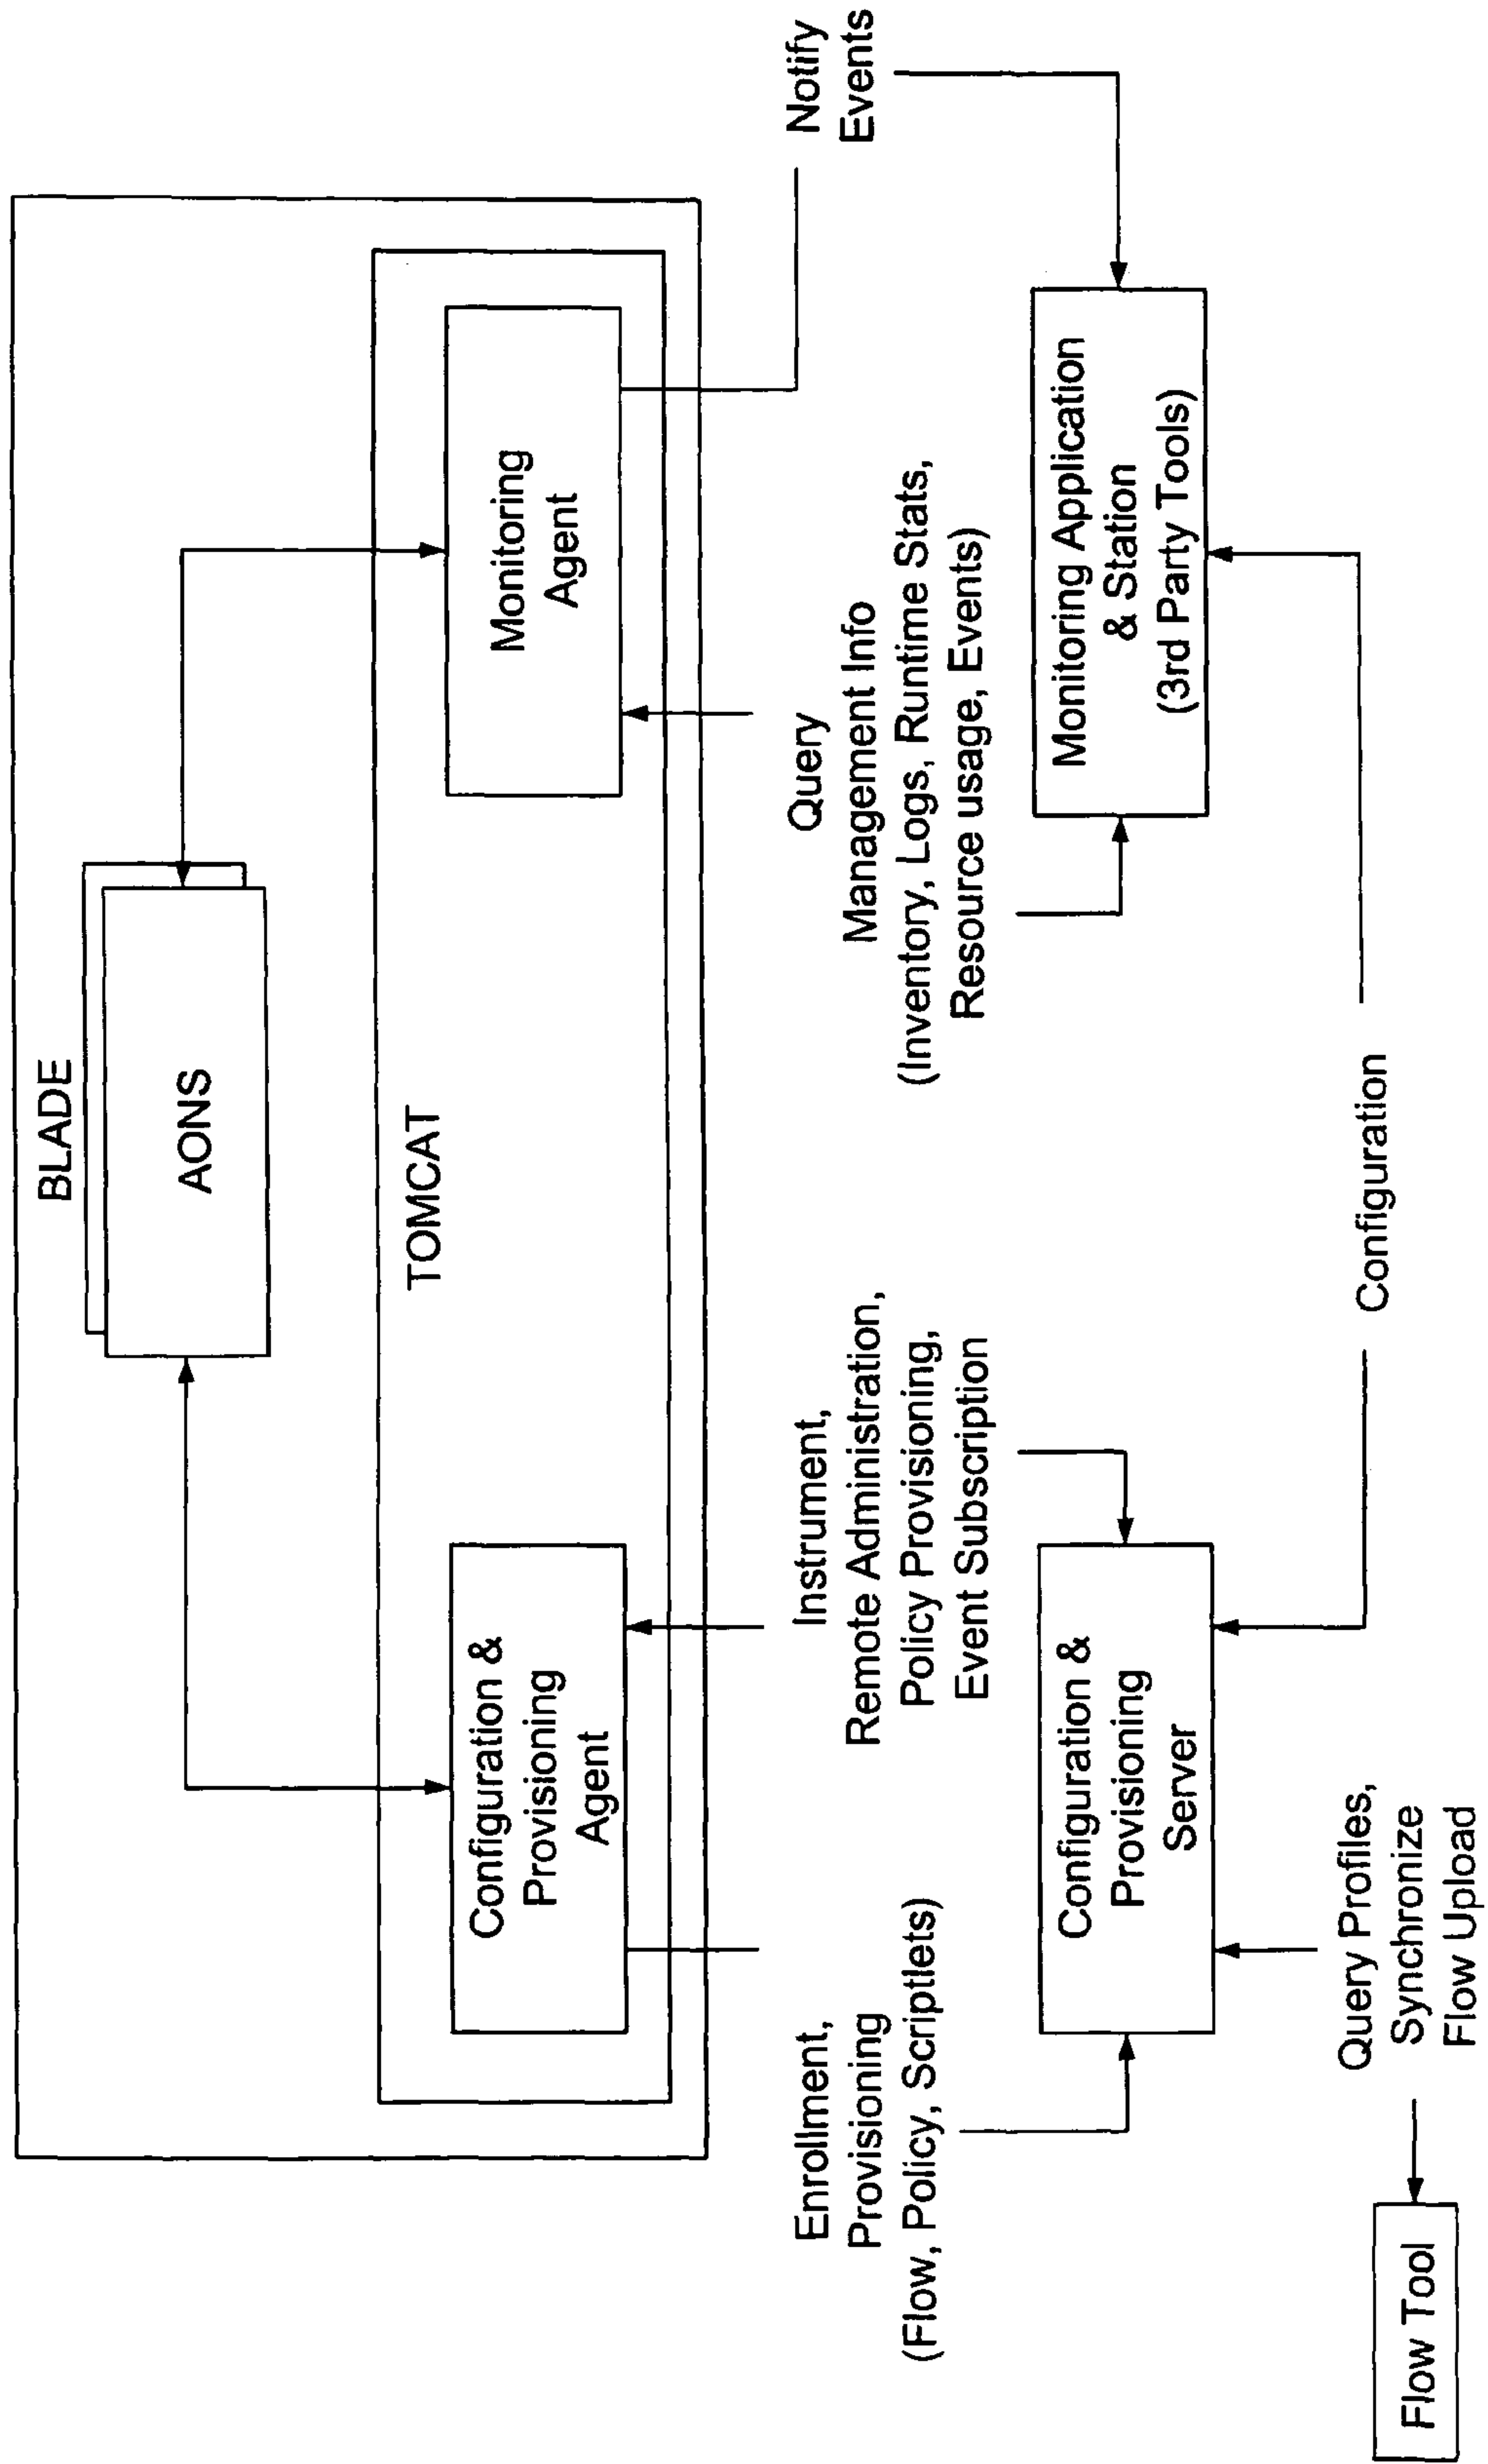 BLADE
AONS
TOMCAT
Configuration &
Provisioning
Agent
Monitoring
Agent
Enrollment,
Provisioning
(Flow, Policy, Scriptlets)
Instrument,
Remote Administration,
Policy Provisioning,
Event Subscription
Query
Management Info
(Inventory, Logs, Runtime Stats,
Resource usage, Events)
Notify
Events
Configuration &
Provisioning
Server
Monitoring Application
& Station
(3rd Party Tools)
Flow Tool
Query Profiles,
Synchronize
Flow Upload
Configuration